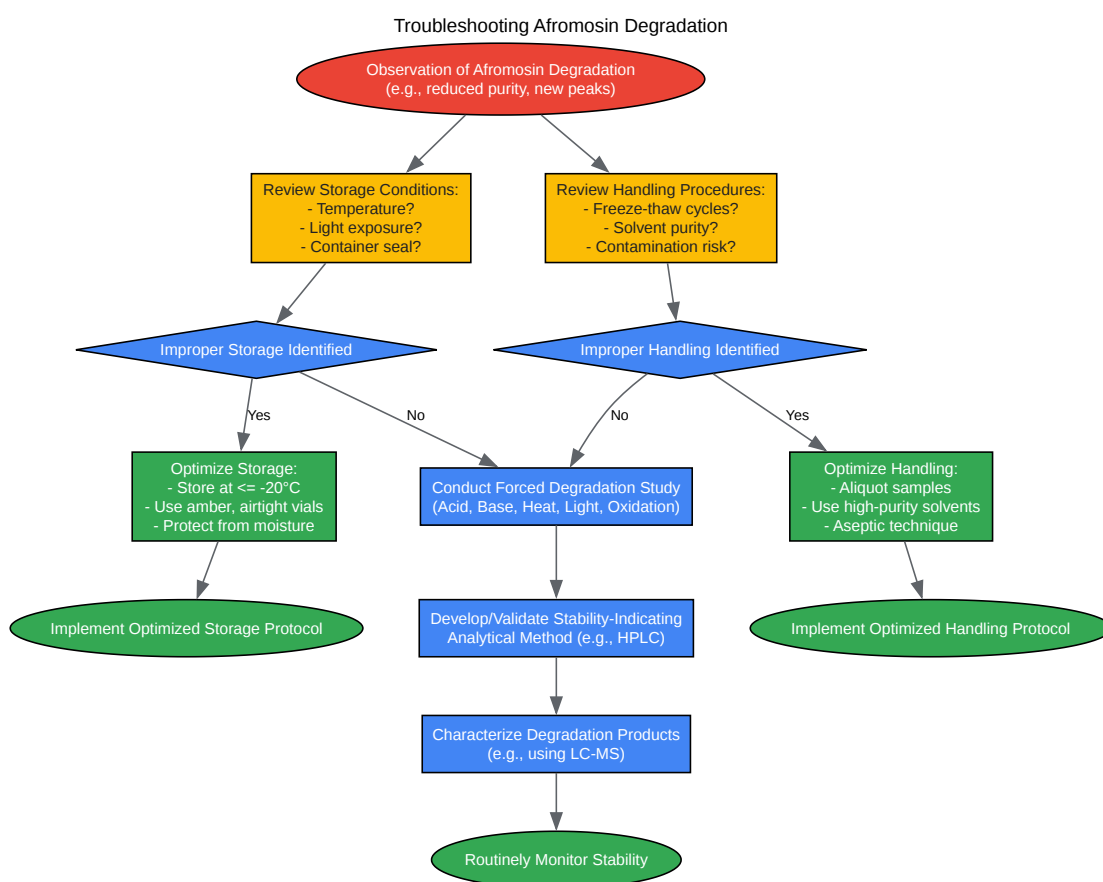 Troubleshooting Afromosin Degradation
Observation of Afromosin Degradation
(e.g., reduced purity, new peaks)
Review Storage Conditions:
- Temperature?
- Light exposure?
- Container seal?
Review Handling Procedures:
- Freeze-thaw cycles?
- Solvent purity?
- Contamination risk?
Improper Storage Identified
Improper Handling Identified
Yes
No
No
Yes
Optimize Storage:
- Store at <= -20°C
- Use amber, airtight vials
- Protect from moisture
Conduct Forced Degradation Study
(Acid, Base, Heat, Light, Oxidation)
Optimize Handling:
- Aliquot samples
- Use high-purity solvents
- Aseptic technique
Implement Optimized Storage Protocol
Develop/Validate Stability-Indicating
Analytical Method (e.g., HPLC)
Implement Optimized Handling Protocol
Characterize Degradation Products
(e.g., using LC-MS)
Routinely Monitor Stability